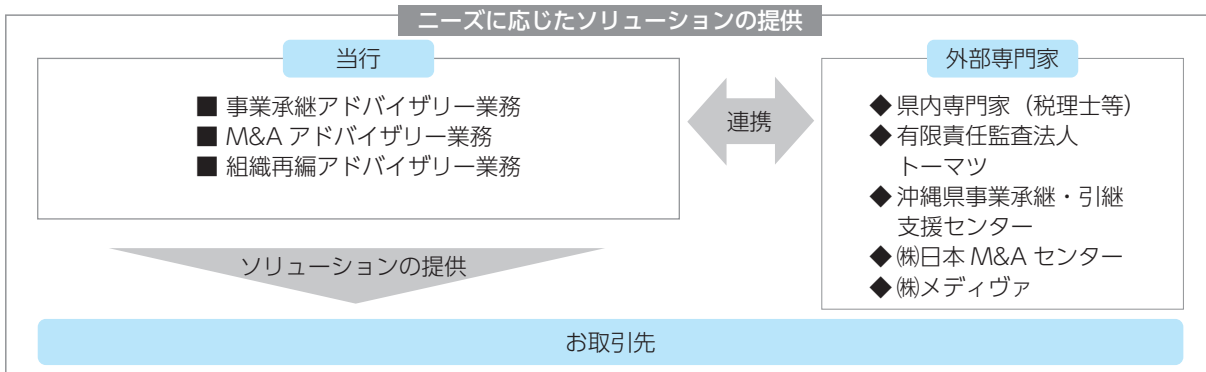 ニーズに応じたソリューションの提供
当行
■ 事業承継アドバイザリー業務
■ M&A アドバイザリー業務
■ 組織再編アドバイザリー業務
連携
外部専門家
◆ 県内専門家（税理士等）
◆ 有限責任監査法人
トーマツ
◆ 沖縄県事業承継・引継
支援センター
◆ ㈱日本 M&A センター
◆ ㈱メディヴァ
ソリューションの提供
お取引先